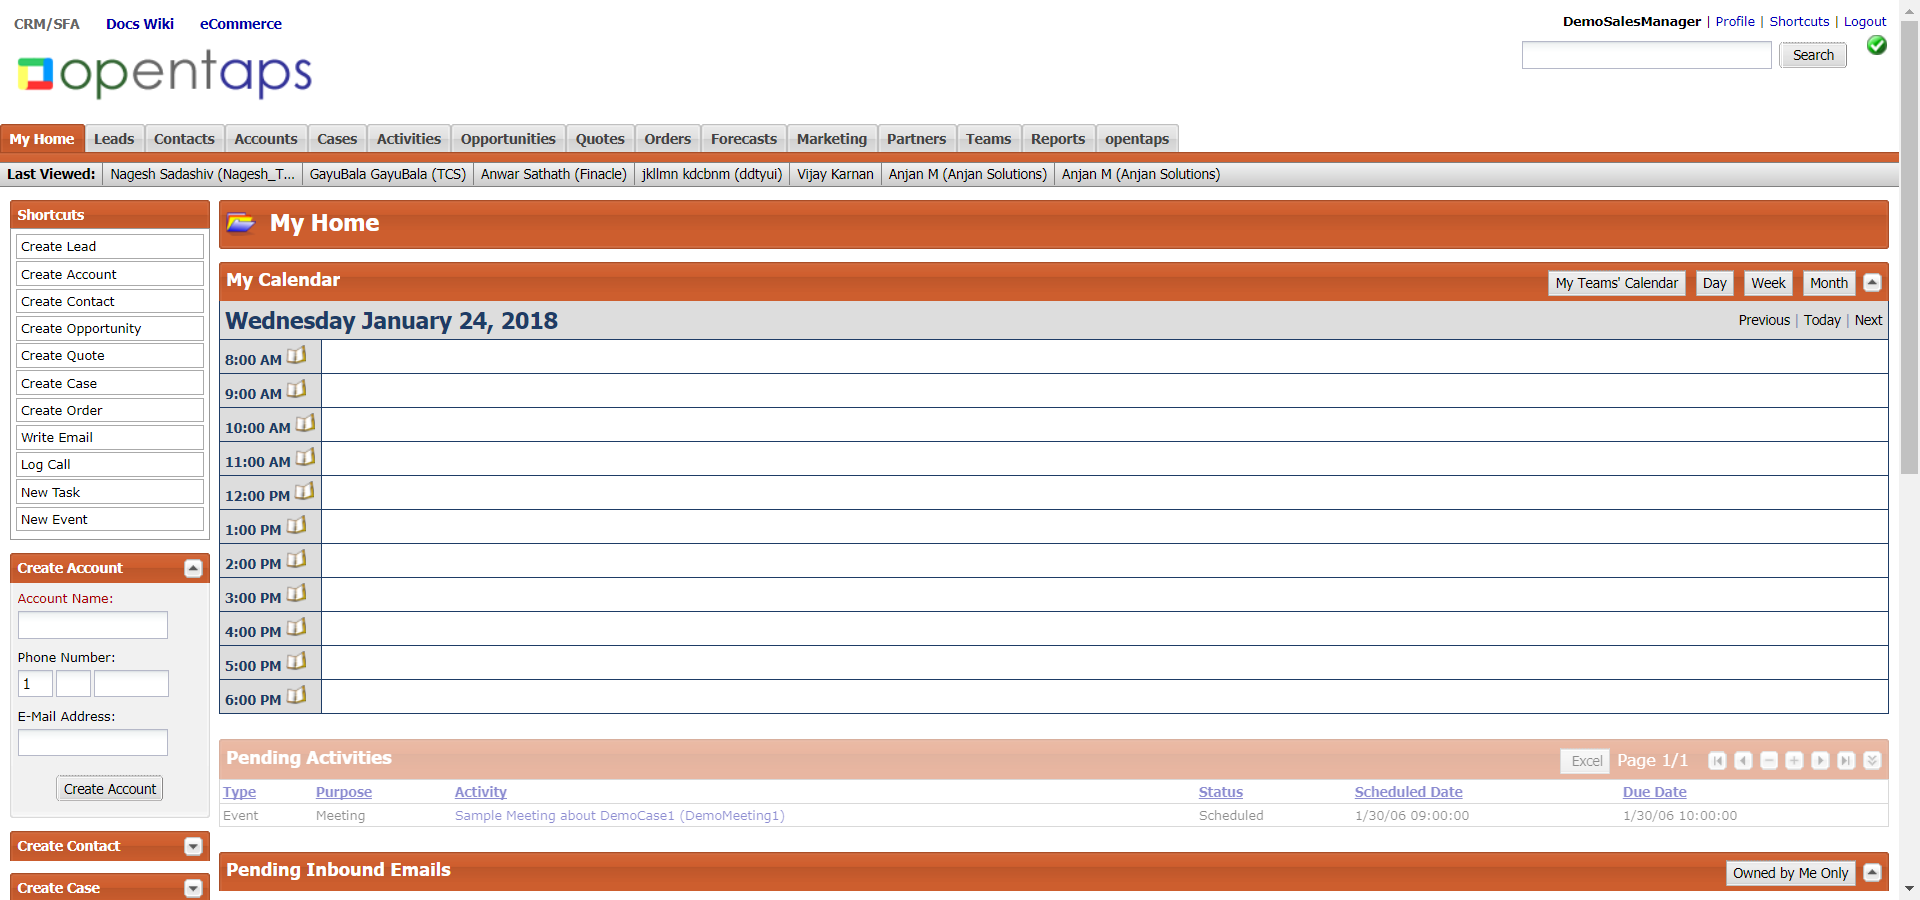 CRM/SFA Docs Wiki eCommerce
DemoSalesManager | Profile | Shortcuts | Logout
opentaps
Search
My Home Leads Contacts Accounts Cases Activities Opportunities Quotes Orders Forecasts Marketing Partners Teams Reports opentaps
Last Viewed: Nagesh Sadashiv (Nagesh_T... GayuBala GayuBala (TCS) Anwar Sathath (Finacle) jkllmn kdcbnm (ddtyui) Vijay Karnan Anjan M (Anjan Solutions) Anjan M (Anjan Solutions)
Shortcuts
Create Lead
Create Account
Create Contact
Create Opportunity
Create Quote
Create Case
Create Order
Write Email
Log Call
New Task
New Event
Create Account
Account Name:
Phone Number:
1
E-Mail Address:
Create Account
Create Contact
Create Case
My Home
My Calendar
My Teams' Calendar Day Week Month
Wednesday January 24, 2018
Previous | Today | Next
8:00 AM
9:00 AM
10:00 AM
11:00 AM
12:00 PM
1:00 PM
2:00 PM
3:00 PM
4:00 PM
5:00 PM
6:00 PM
Pending Activities
Excel Page 1/1
Type Purpose Activity Status Scheduled Date Due Date
Event Meeting Sample Meeting about DemoCase1 (DemoMeeting1) Scheduled 1/30/06 09:00:00 1/30/06 10:00:00
Pending Inbound Emails
Owned by Me Only